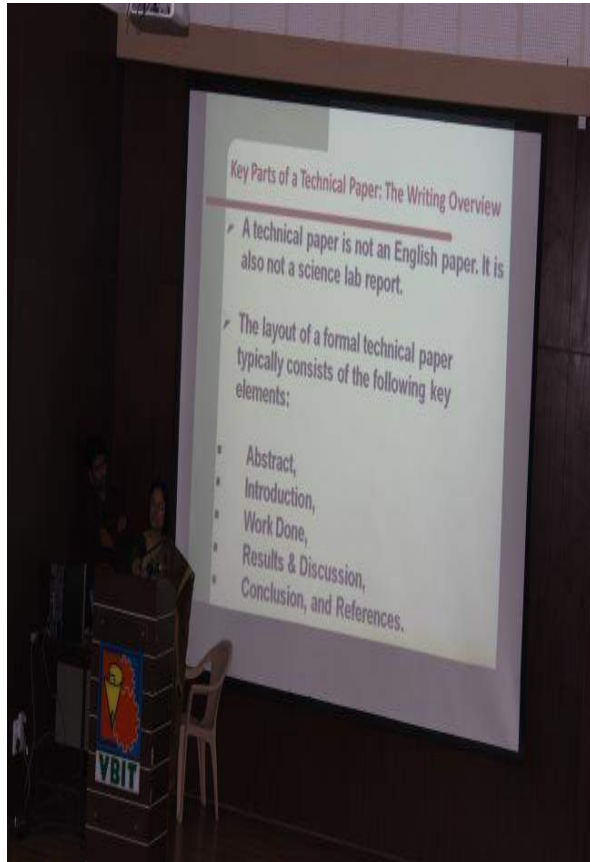 Key Parts of a Technical Paper: The Writing Overview
A technical paper is not an English paper. It is
also not a science lab report.
The layout of a formal technical paper
typically consists of the following key
elements:
Abstract,
Introduction,
Work Done,
Results & Discussion,
Conclusion, and References.
VBIT